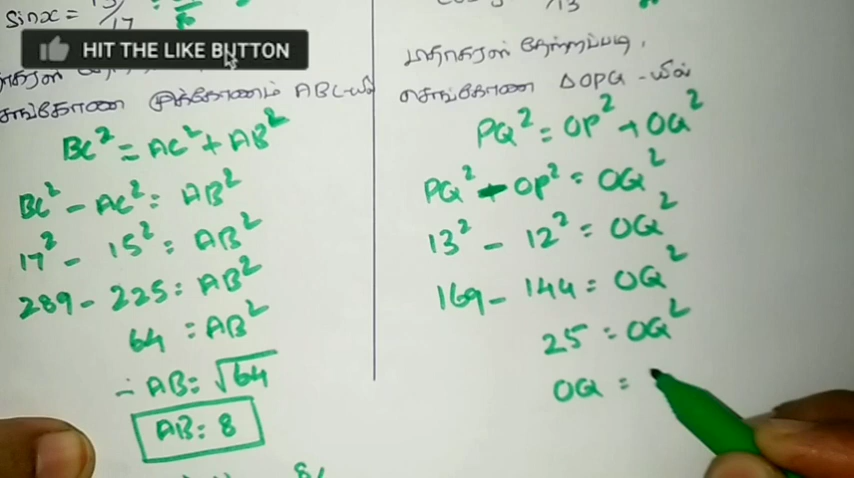 Sinx = 15/17
HIT THE LIKE BUTTON
செங்கோண முக்கோணம் ABC-யில்
BC² = AC² + AB²
BC² - AC² = AB²
17² - 15² = AB²
289 - 225 = AB²
64 = AB²
∴ AB = √64
AB = 8
/13
பிதாகரஸ் தேற்றப்படி,
செங்கோண ΔOPQ -யில்
PQ² = OP² + OQ²
PQ² - OP² = OQ²
13² - 12² = OQ²
169 - 144 = OQ²
25 = OQ²
OQ =